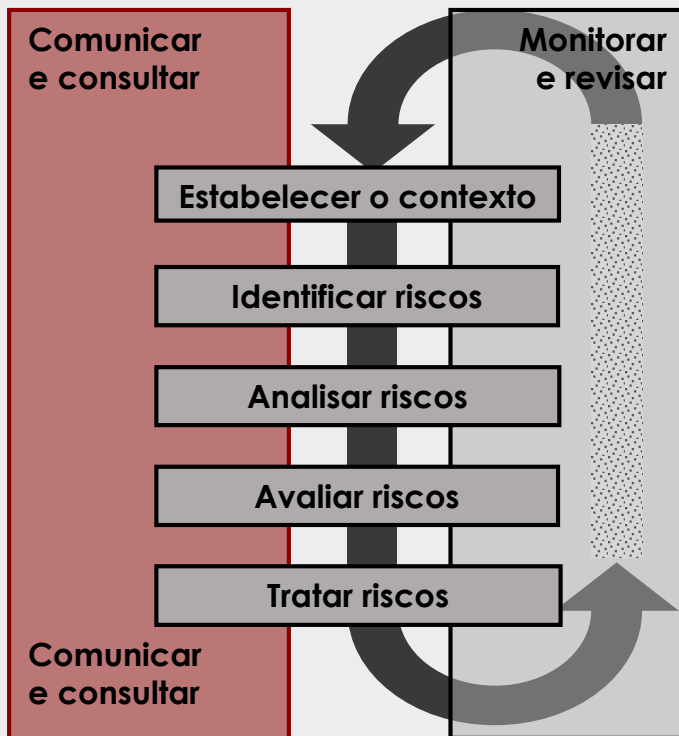 Comunicar
e consultar
Monitorar
e revisar
Estabelecer o contexto
Identificar riscos
Analisar riscos
Avaliar riscos
Tratar riscos
Comunicar
e consultar